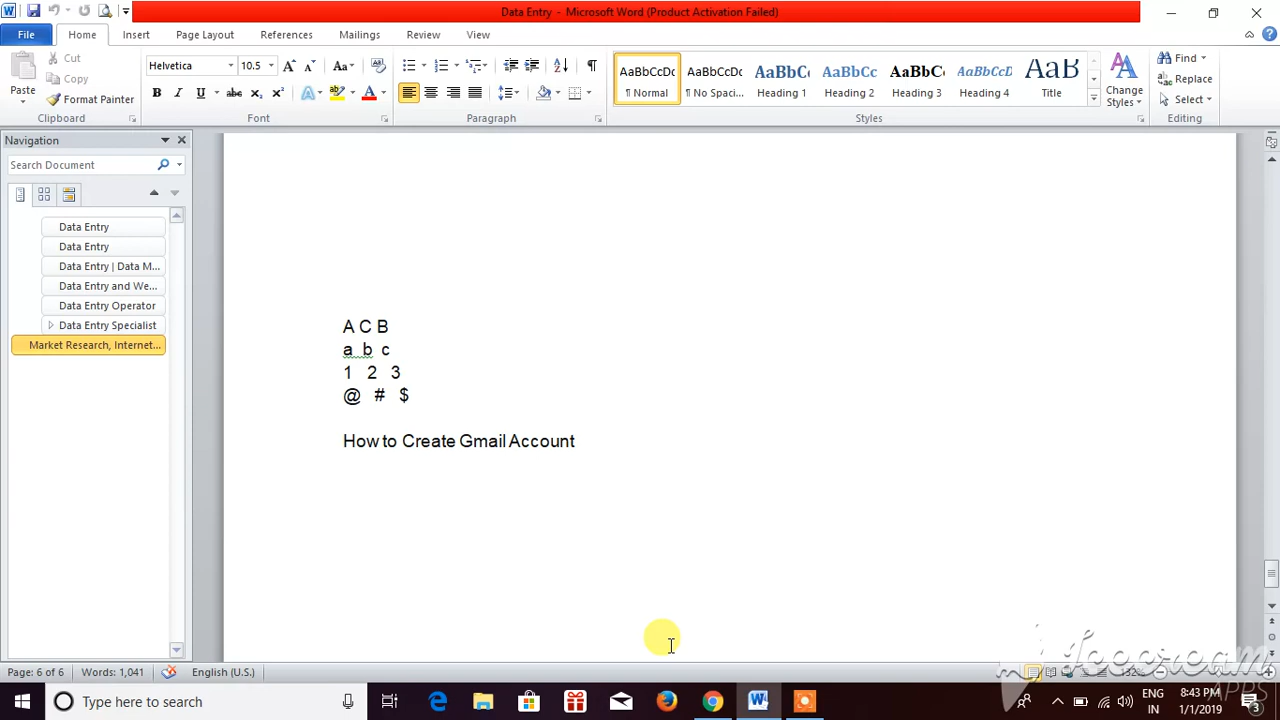 Data Entry - Microsoft Word (Product Activation Failed)
File Home Insert Page Layout References Mailings Review View
Paste
Cut
Copy
Format Painter
Clipboard
Helvetica 10.5
Font
Paragraph
AaBbCcDc AaBbCcDc AaBbCc AaBbCc AaBbCc AaBbCcD AaBb
¶ Normal ¶ No Spaci... Heading 1 Heading 2 Heading 3 Heading 4 Title
Change Styles
Styles
Find
Replace
Select
Editing
Navigation
Search Document
Data Entry
Data Entry
Data Entry | Data M...
Data Entry and We...
Data Entry Operator
Data Entry Specialist
Market Research, Internet...
A C B
a b c
1 2 3
@ # $
How to Create Gmail Account
Page: 6 of 6 Words: 1,041 English (U.S.)
Type here to search
ENG
IN
8:43 PM
1/1/2019
3
APPS